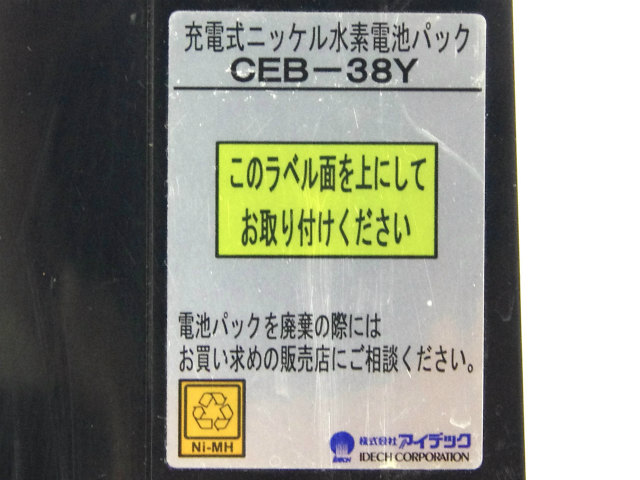 充電式ニッケル水素電池パック
CEB-38Y
このラベル面を上にして
お取り付けください
電池パックを廃棄の際には
お買い求めの販売店にご相談ください。
Ni-MH
IDECH
株式会社アイデック
IDECH CORPORATION